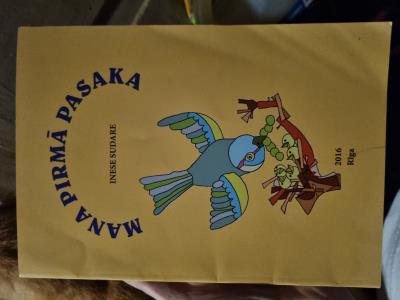 MANA PIRMĀ PASAKA
INESE SUDARE
2016
Rīga